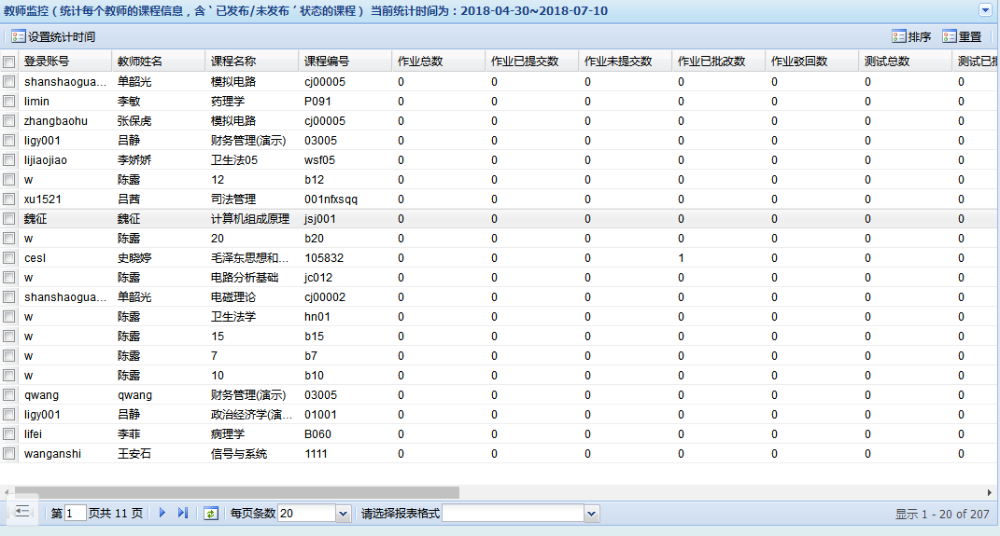 教师监控（统计每个教师的课程信息，含｀已发布/未发布＇状态的课程） 当前统计时间为：2018-04-30~2018-07-10
设置统计时间 排序 重置
登录账号 教师姓名 课程名称 课程编号 作业总数 作业已提交数 作业未提交数 作业已批改数 作业驳回数 测试总数 测试已批
shanshaogua... 单韶光 模拟电路 cj00005 0 0 0 0 0 0 0
limin 李敏 药理学 P091 0 0 0 0 0 0 0
zhangbaohu 张保虎 模拟电路 cj00005 0 0 0 0 0 0 0
ligy001 吕静 财务管理(演示) 03005 0 0 0 0 0 0 0
lijiaojiao 李娇娇 卫生法05 wsf05 0 0 0 0 0 0 0
w 陈露 12 b12 0 0 0 0 0 0 0
xu1521 吕茜 司法管理 001nfxsqq 0 0 0 0 0 0 0
魏征 魏征 计算机组成原理 jsj001 0 0 0 0 0 0 0
w 陈露 20 b20 0 0 0 0 0 0 0
cesl 史晓婷 毛泽东思想和... 105832 0 0 0 1 0 0 0
w 陈露 电路分析基础 jc012 0 0 0 0 0 0 0
shanshaogua... 单韶光 电磁理论 cj00002 0 0 0 0 0 0 0
w 陈露 卫生法学 hn01 0 0 0 0 0 0 0
w 陈露 15 b15 0 0 0 0 0 0 0
w 陈露 7 b7 0 0 0 0 0 0 0
w 陈露 10 b10 0 0 0 0 0 0 0
qwang qwang 财务管理(演示) 03005 0 0 0 0 0 0 0
ligy001 吕静 政治经济学(演... 01001 0 0 0 0 0 0 0
lifei 李菲 病理学 B060 0 0 0 0 0 0 0
wanganshi 王安石 信号与系统 1111 0 0 0 0 0 0 0
第 1 页共 11 页 每页条数 20 请选择报表格式 显示 1 - 20 of 207